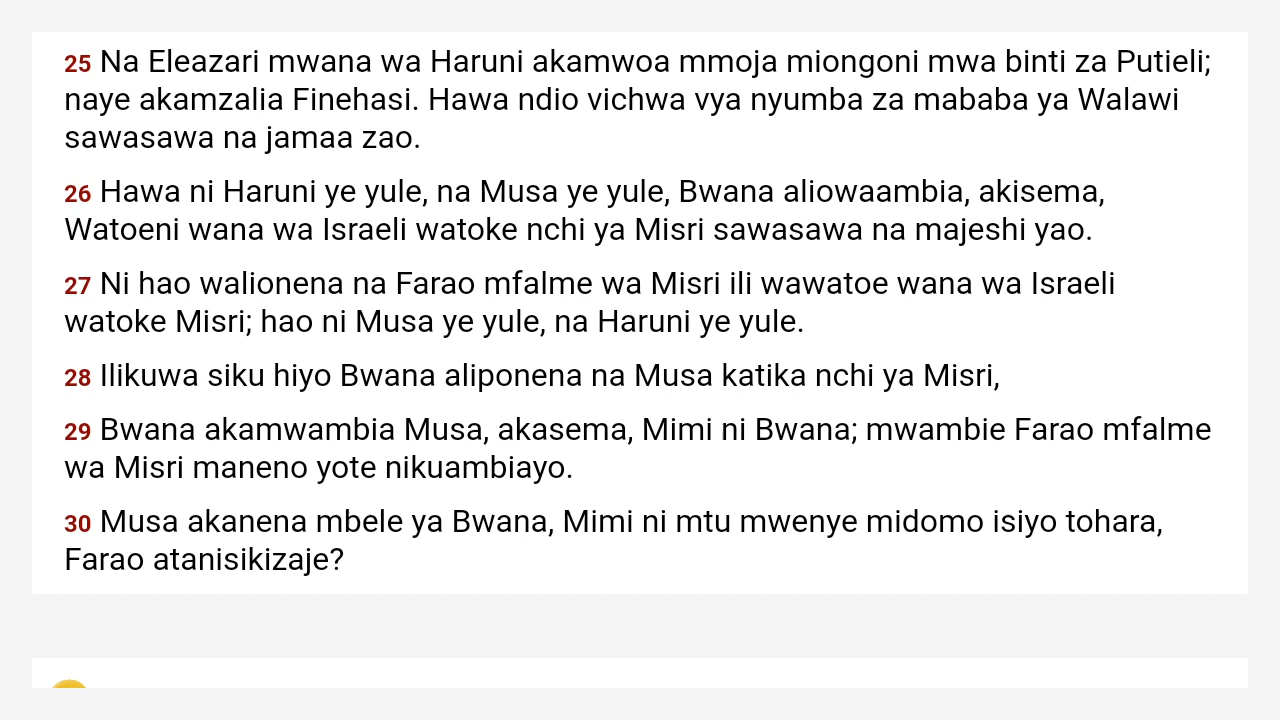 25 Na Eleazari mwana wa Haruni akamwoa mmoja miongoni mwa binti za Putieli;
naye akamzalia Finehasi. Hawa ndio vichwa vya nyumba za mababa ya Walawi
sawasawa na jamaa zao.
26 Hawa ni Haruni ye yule, na Musa ye yule, Bwana aliowaambia, akisema,
Watoeni wana wa Israeli watoke nchi ya Misri sawasawa na majeshi yao.
27 Ni hao walionena na Farao mfalme wa Misri ili wawatoe wana wa Israeli
watoke Misri; hao ni Musa ye yule, na Haruni ye yule.
28 Ilikuwa siku hiyo Bwana aliponena na Musa katika nchi ya Misri,
29 Bwana akamwambia Musa, akasema, Mimi ni Bwana; mwambie Farao mfalme
wa Misri maneno yote nikuambiayo.
30 Musa akanena mbele ya Bwana, Mimi ni mtu mwenye midomo isiyo tohara,
Farao atanisikizaje?